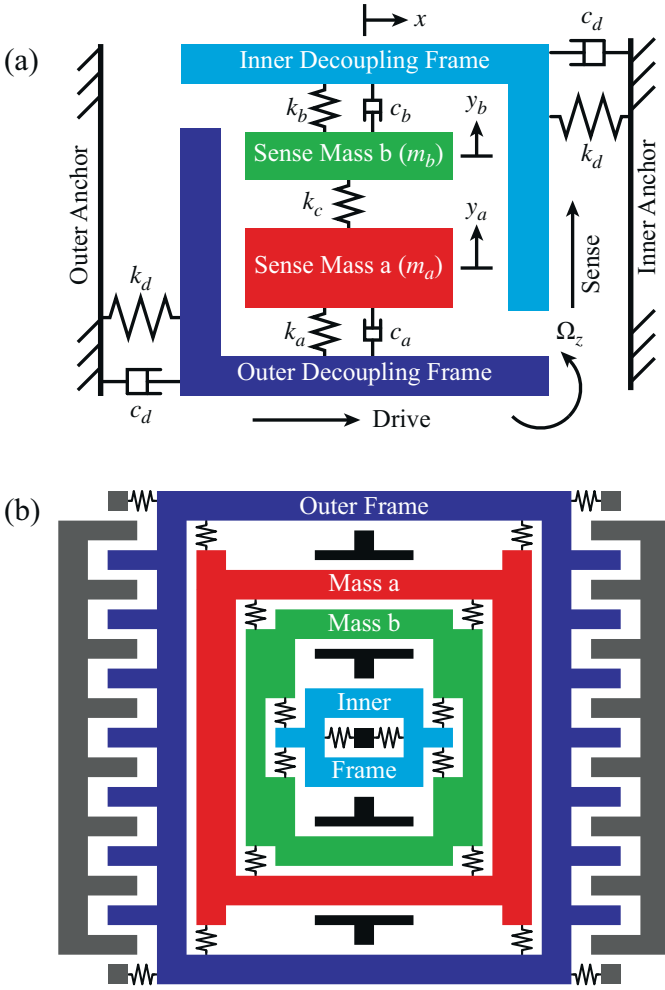 (a)
x
c_d
Inner Decoupling Frame
k_b
c_b
y_b
Sense Mass b (m_b)
k_d
k_c
y_a
Outer Anchor
Sense Mass a (m_a)
Sense
Inner Anchor
k_d
k_a
c_a
Ω_z
Outer Decoupling Frame
c_d
Drive
(b)
Outer Frame
Mass a
Mass b
Inner
Frame